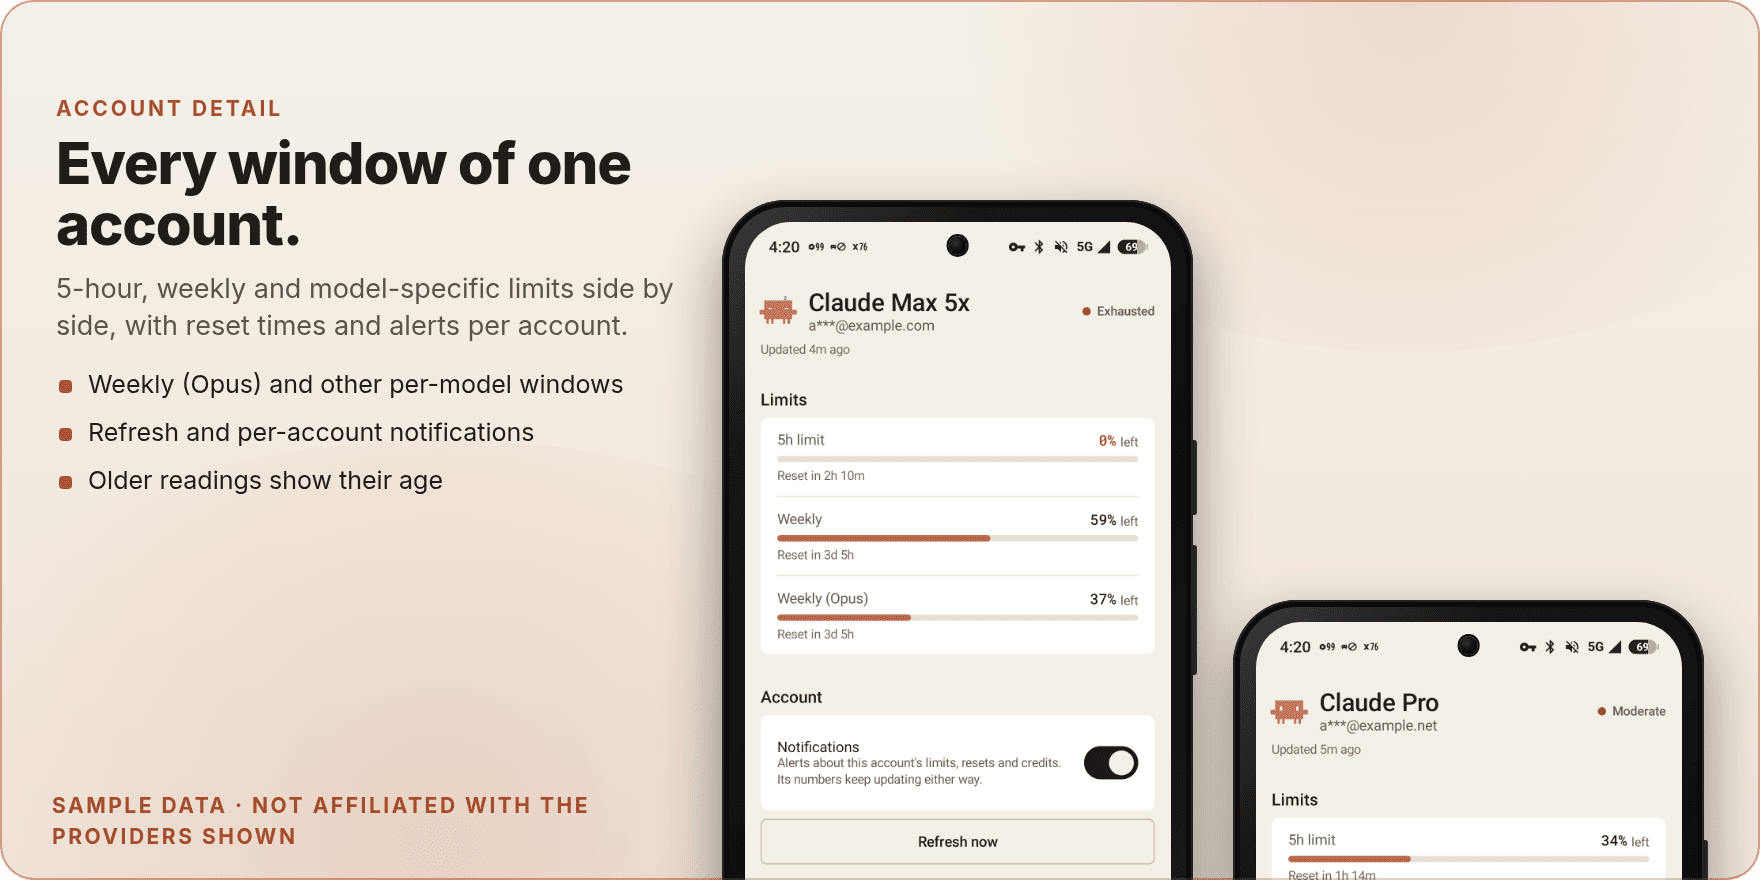 ACCOUNT DETAIL
Every window of one
account.
5-hour, weekly and model-specific limits side by
side, with reset times and alerts per account.
Weekly (Opus) and other per-model windows
Refresh and per-account notifications
Older readings show their age
SAMPLE DATA · NOT AFFILIATED WITH THE
PROVIDERS SHOWN
4:20 5G 69
Claude Max 5x
a***@example.com
Exhausted
Updated 4m ago
Limits
5h limit 0% left
Reset in 2h 10m
Weekly 59% left
Reset in 3d 5h
Weekly (Opus) 37% left
Reset in 3d 5h
Account
Notifications
Alerts about this account's limits, resets and credits.
Its numbers keep updating either way.
Refresh now
4:20 5G 69
Claude Pro
a***@example.net
Moderate
Updated 5m ago
Limits
5h limit 34% left
Reset in 1h 14m